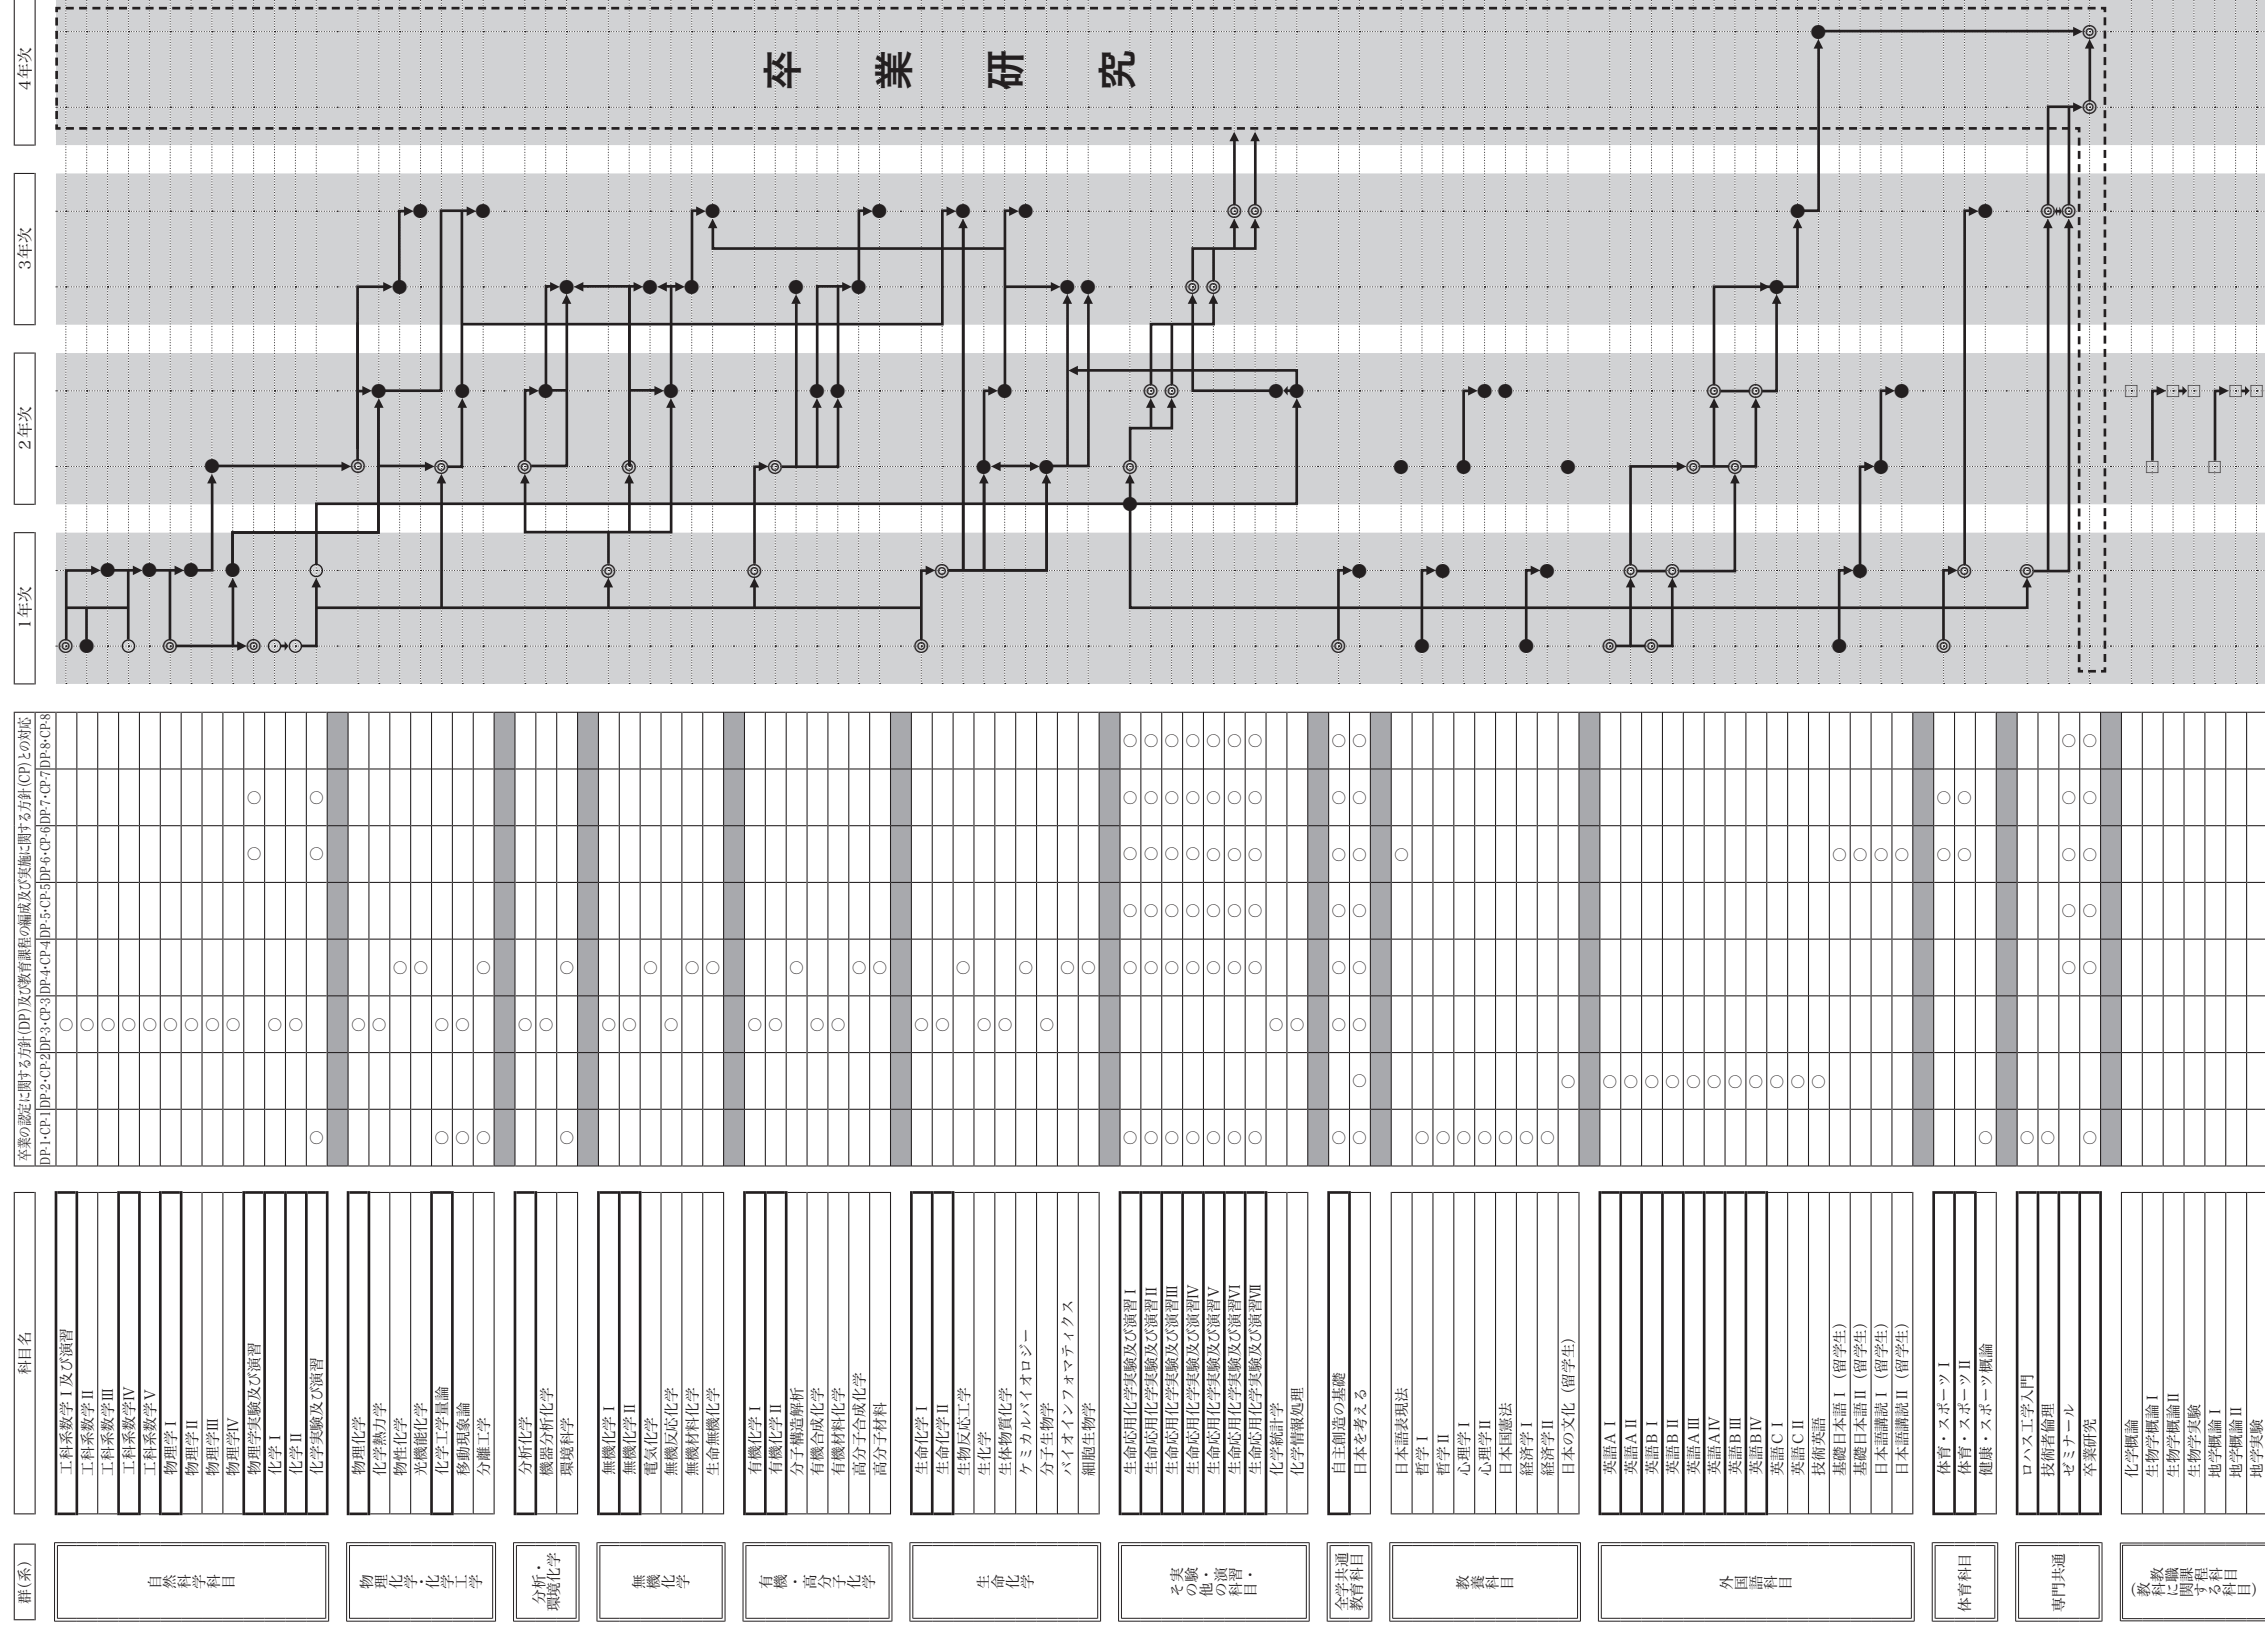 群(系)
科目名
卒業の認定に関する方針(DP)及び教育課程の編成及び実施に関する方針(CP)との対応
DP-1・CP-1
DP-2・CP-2
DP-3・CP-3
DP-4・CP-4
DP-5・CP-5
DP-6・CP-6
DP-7・CP-7
DP-8・CP-8
1年次
2年次
3年次
4年次
卒業研究
自然科学科目
工科系数学Ⅰ及び演習
工科系数学Ⅱ
工科系数学Ⅲ
工科系数学Ⅳ
工科系数学Ⅴ
物理学Ⅰ
物理学Ⅱ
物理学Ⅲ
物理学Ⅳ
物理学実験及び演習
化学Ⅰ
化学Ⅱ
化学実験及び演習
物理化学・化学工学
物理化学
化学熱力学
物性化学
光機能化学
化学工学量論
移動現象論
分離工学
分析・環境化学
分析化学
機器分析化学
環境科学
無機化学
無機化学Ⅰ
無機化学Ⅱ
電気化学
無機反応化学
無機材料化学
生命無機化学
有機・高分子化学
有機化学Ⅰ
有機化学Ⅱ
分子構造解析
有機合成化学
有機材料化学
高分子合成化学
高分子材料
生命化学
生命化学Ⅰ
生命化学Ⅱ
生物反応工学
生化学
生体物質化学
ケミカルバイオロジー
分子生物学
バイオインフォマティクス
細胞生物学
実験・演習・その他の科目
生命応用化学実験及び演習Ⅰ
生命応用化学実験及び演習Ⅱ
生命応用化学実験及び演習Ⅲ
生命応用化学実験及び演習Ⅳ
生命応用化学実験及び演習Ⅴ
生命応用化学実験及び演習Ⅵ
生命応用化学実験及び演習Ⅶ
化学統計学
化学情報処理
全学共通教育科目
自主創造の基礎
日本を考える
教養科目
日本語表現法
哲学Ⅰ
哲学Ⅱ
心理学Ⅰ
心理学Ⅱ
日本国憲法
経済学Ⅰ
経済学Ⅱ
日本の文化(留学生)
外国語科目
英語AⅠ
英語AⅡ
英語BⅠ
英語BⅡ
英語AⅢ
英語AⅣ
英語BⅢ
英語BⅣ
英語CⅠ
英語CⅡ
技術英語
基礎日本語Ⅰ(留学生)
基礎日本語Ⅱ(留学生)
日本語講読Ⅰ(留学生)
日本語講読Ⅱ(留学生)
体育科目
体育・スポーツⅠ
体育・スポーツⅡ
健康・スポーツ概論
専門共通
ロハス工学入門
技術者倫理
ゼミナール
卒業研究
教職課程科目(教科に関する科目)
化学概論
生物学概論Ⅰ
生物学概論Ⅱ
生物学実験
地学概論Ⅰ
地学概論Ⅱ
地学実験